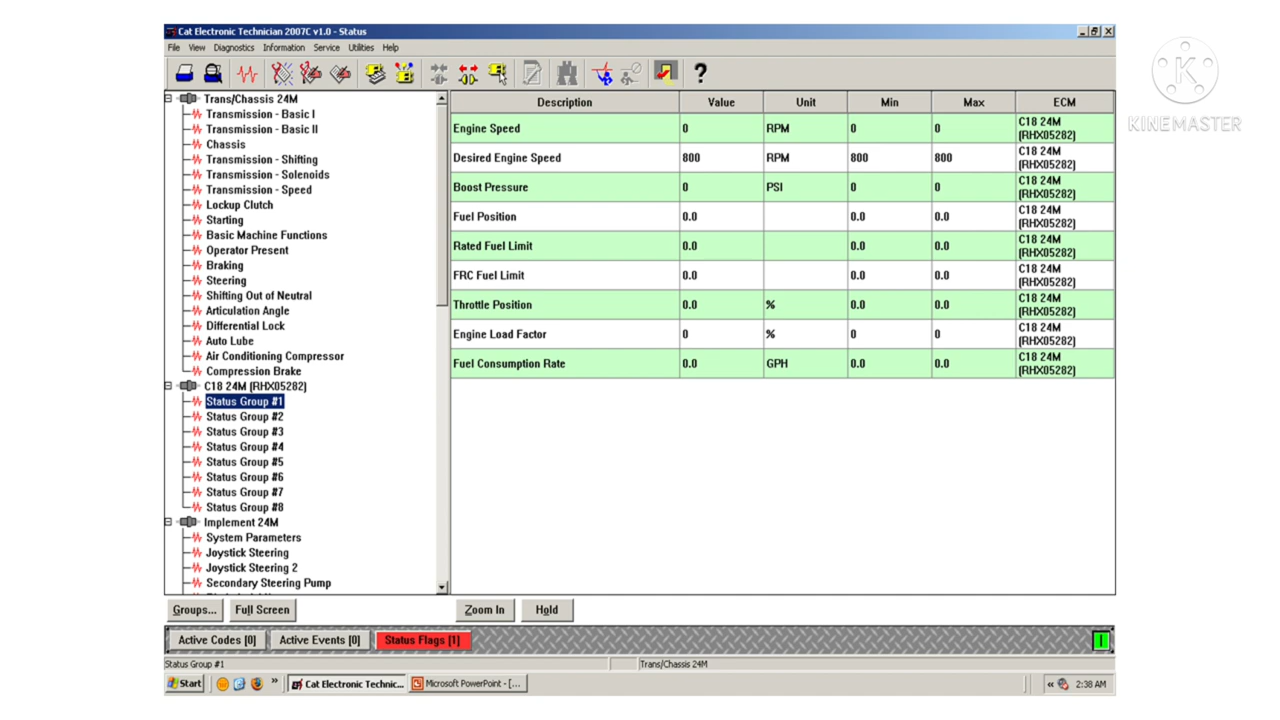 Cat Electronic Technician 2007C v1.0 - Status
File View Diagnostics Information Service Utilities Help
K
KINEMASTER
Trans/Chassis 24M
Transmission - Basic I
Transmission - Basic II
Chassis
Transmission - Shifting
Transmission - Solenoids
Transmission - Speed
Lockup Clutch
Starting
Basic Machine Functions
Operator Present
Braking
Steering
Shifting Out of Neutral
Articulation Angle
Differential Lock
Auto Lube
Air Conditioning Compressor
Compression Brake
C18 24M (RHX05282)
Status Group #1
Status Group #2
Status Group #3
Status Group #4
Status Group #5
Status Group #6
Status Group #7
Status Group #8
Implement 24M
System Parameters
Joystick Steering
Joystick Steering 2
Secondary Steering Pump
Description Value Unit Min Max ECM
Engine Speed 0 RPM 0 0 C18 24M
(RHX05282)
Desired Engine Speed 800 RPM 800 800 C18 24M
(RHX05282)
Boost Pressure 0 PSI 0 0 C18 24M
(RHX05282)
Fuel Position 0.0 0.0 0.0 C18 24M
(RHX05282)
Rated Fuel Limit 0.0 0.0 0.0 C18 24M
(RHX05282)
FRC Fuel Limit 0.0 0.0 0.0 C18 24M
(RHX05282)
Throttle Position 0.0 % 0.0 0.0 C18 24M
(RHX05282)
Engine Load Factor 0 % 0 0 C18 24M
(RHX05282)
Fuel Consumption Rate 0.0 GPH 0.0 0.0 C18 24M
(RHX05282)
Groups... Full Screen Zoom In Hold
Active Codes [0] Active Events [0] Status Flags [1]
Status Group #1 Trans/Chassis 24M
Start » Cat Electronic Technic... Microsoft PowerPoint - [... « 2:38 AM